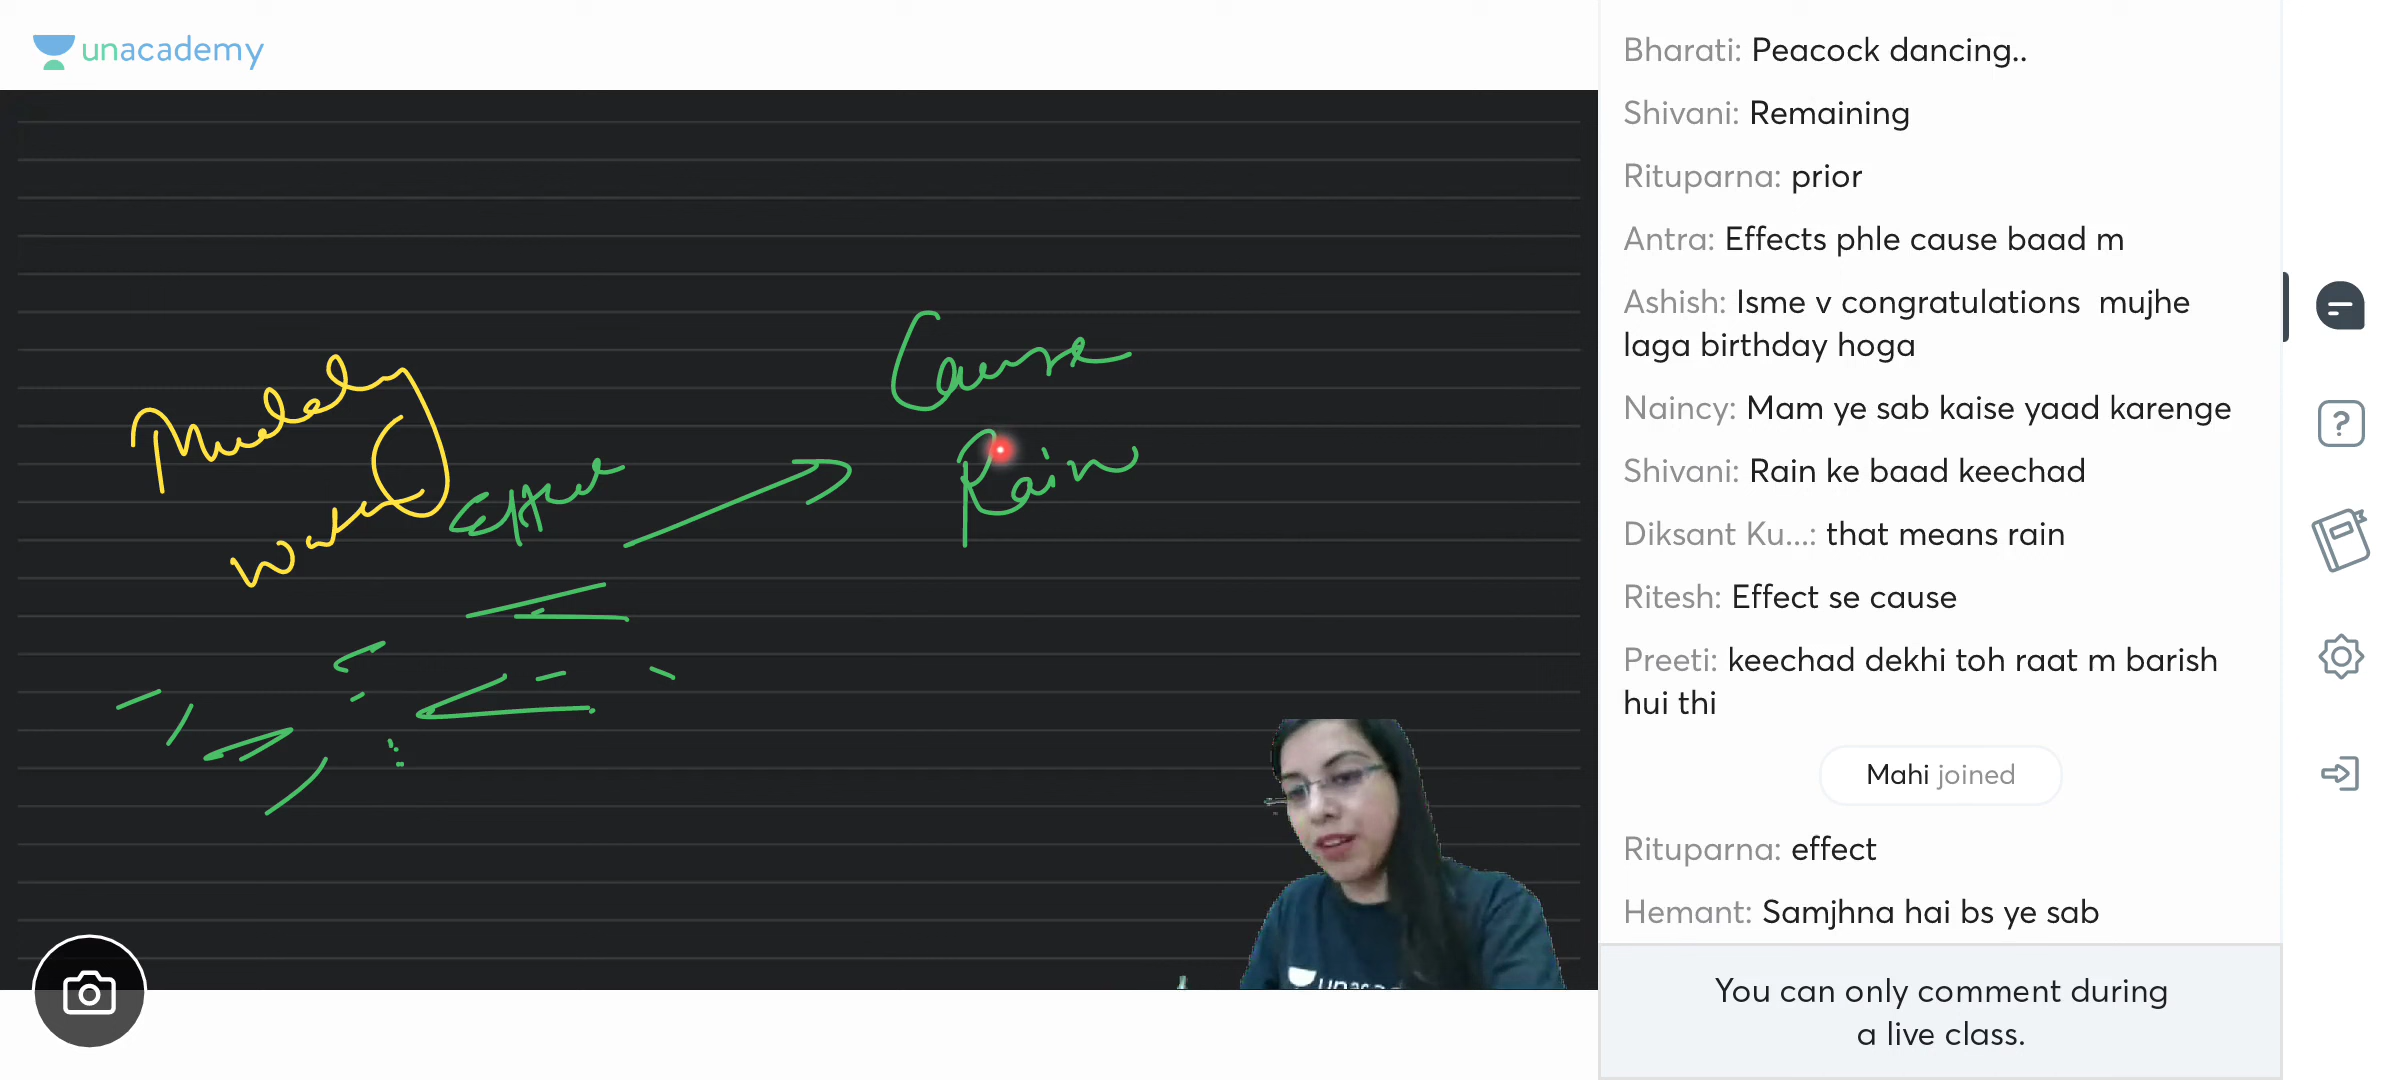 unacademy
Cause
Rain
Muddy
water
Effect
unaca
Bharati: Peacock dancing..
Shivani: Remaining
Rituparna: prior
Antra: Effects phle cause baad m
Ashish: Isme v congratulations  mujhe
laga birthday hoga
Naincy: Mam ye sab kaise yaad karenge
Shivani: Rain ke baad keechad
Diksant Ku...: that means rain
Ritesh: Effect se cause
Preeti: keechad dekhi toh raat m barish
hui thi
Mahi joined
Rituparna: effect
Hemant: Samjhna hai bs ye sab
You can only comment during
a live class.